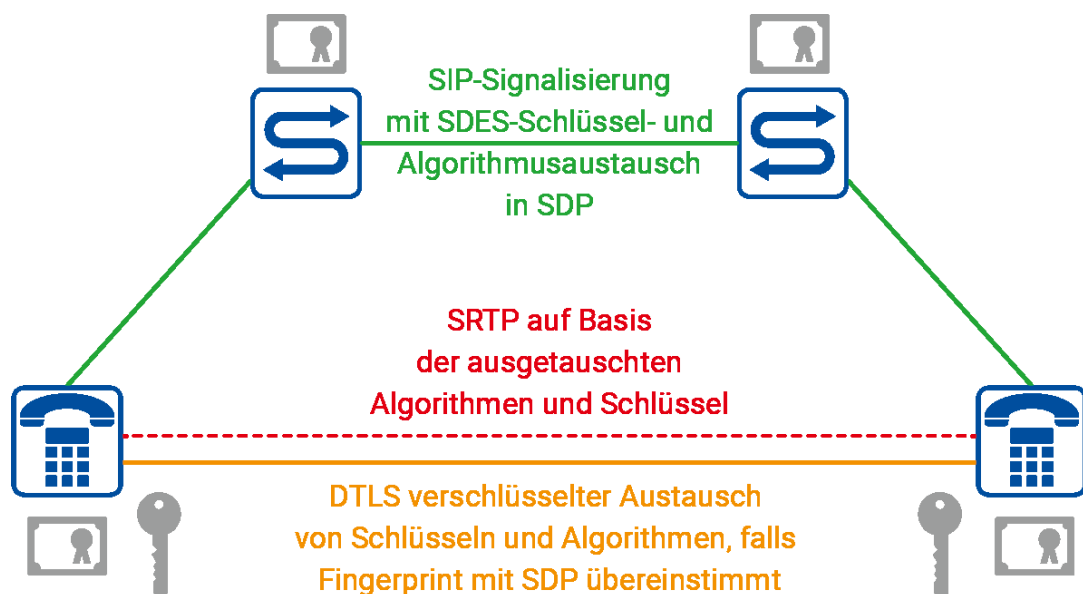 SIP-Signalisierung
mit SDES-Schlüssel- und
Algorithmusaustausch
in SDP
SRTP auf Basis
der ausgetauschten
Algorithmen und Schlüssel
DTLS verschlüsselter Austausch
von Schlüsseln und Algorithmen, falls
Fingerprint mit SDP übereinstimmt